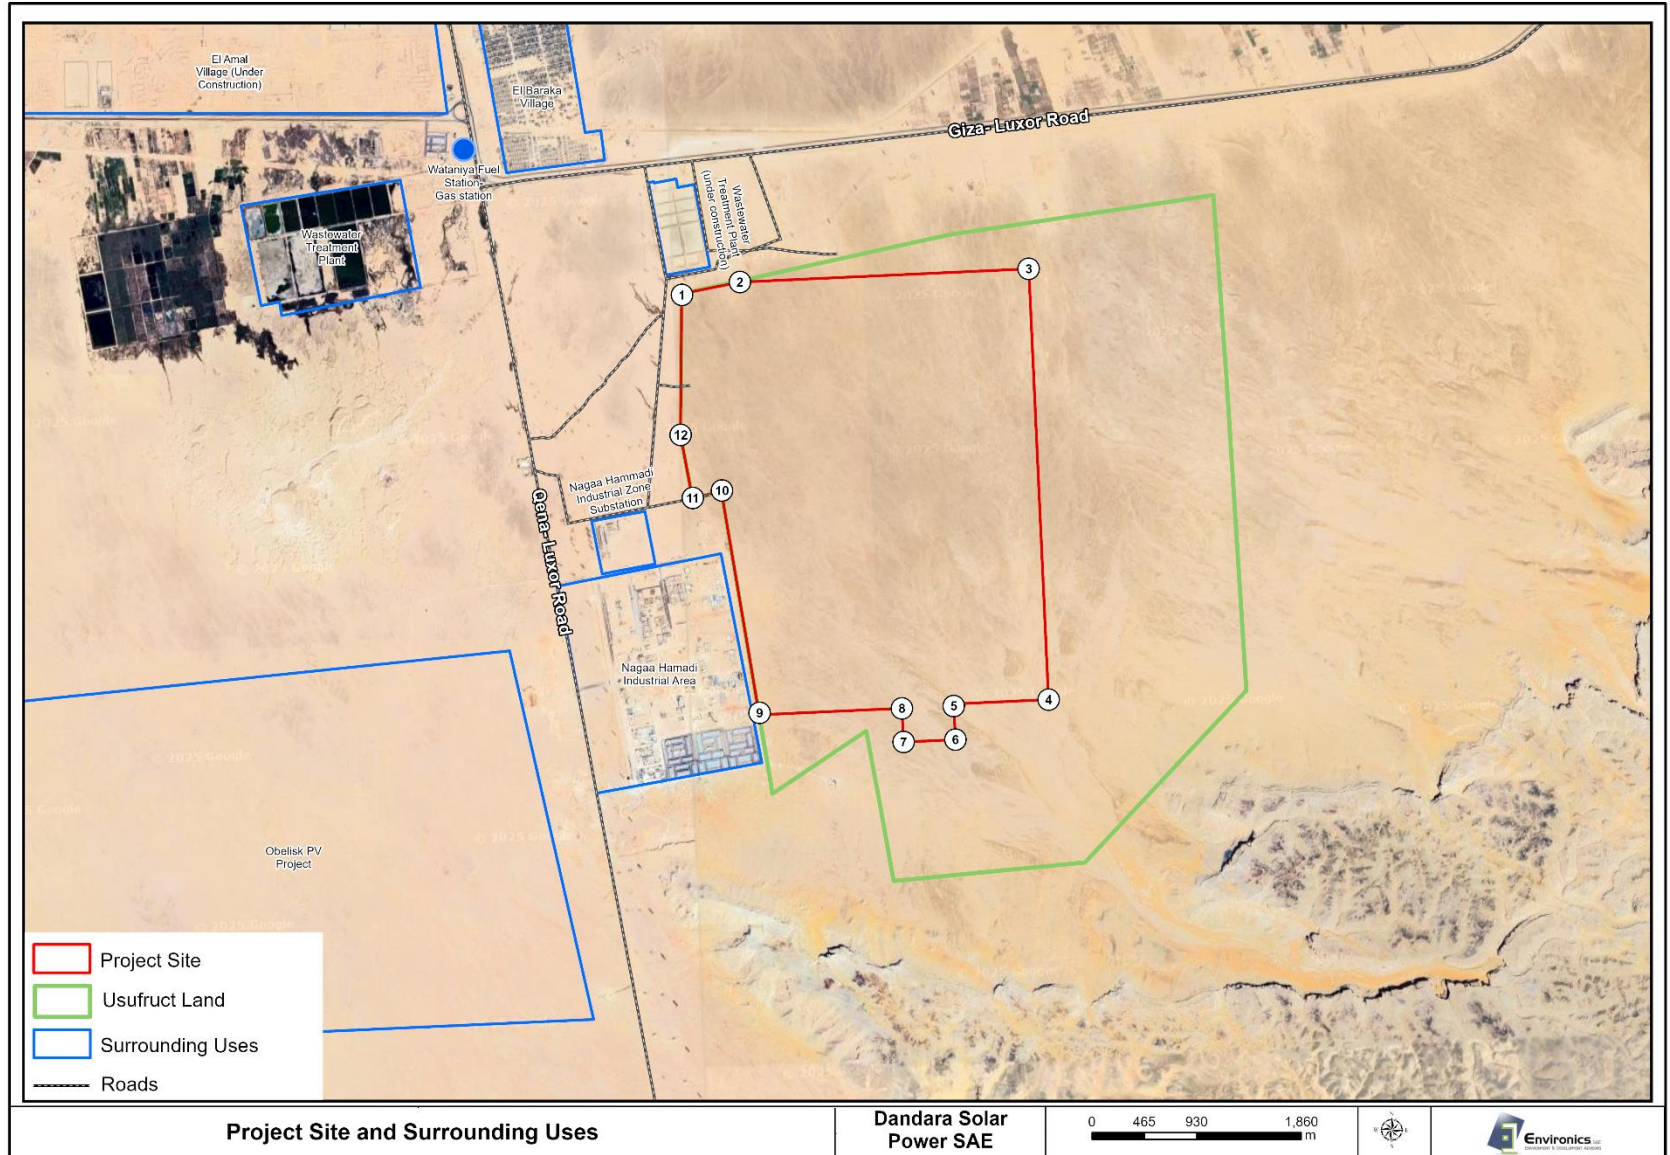 El Amal
Village (Under
Construction)
El Baraka
Village
Giza- Luxor Road
Wataniya Fuel
Station-
Gas station
Wastewater
Treatment Plant
(under construction)
Wastewater
Treatment
Plant
© 2025 Google
1
2
3
12
11
10
Nagaa Hammadi
Industrial Zone
Substation
Qena- Luxor Road
Nagaa Hamadi
Industrial Area
9
8
7
6
5
4
Obelisk PV
Project
Project Site
Usufruct Land
Surrounding Uses
Roads
Project Site and Surrounding Uses
Dandara Solar
Power SAE
0 465 930 1,860
m
Environics